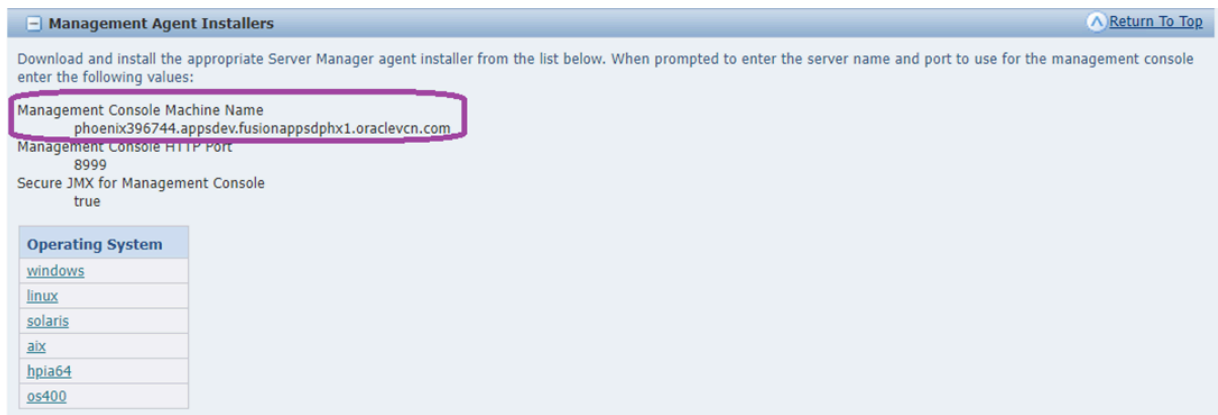 Management Agent Installers
Return To Top
Download and install the appropriate Server Manager agent installer from the list below. When prompted to enter the server name and port to use for the management console
enter the following values:
Management Console Machine Name
phoenix396744.appsdev.fusionappsdphx1.oraclevcn.com
Management Console HTTP Port
8999
Secure JMX for Management Console
true
Operating System
windows
linux
solaris
aix
hpia64
os400